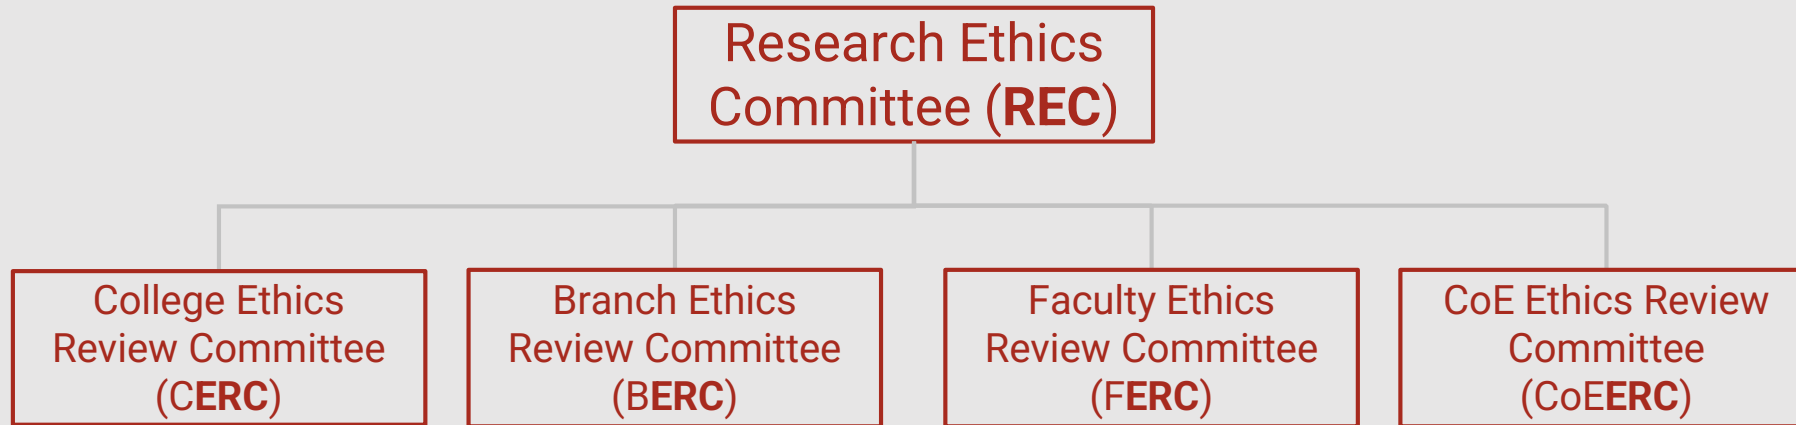 Research Ethics
Committee (REC)
College Ethics
Review Committee
(CERC)
Branch Ethics
Review Committee
(BERC)
Faculty Ethics
Review Committee
(FERC)
CoE Ethics Review
Committee
(CoEERC)